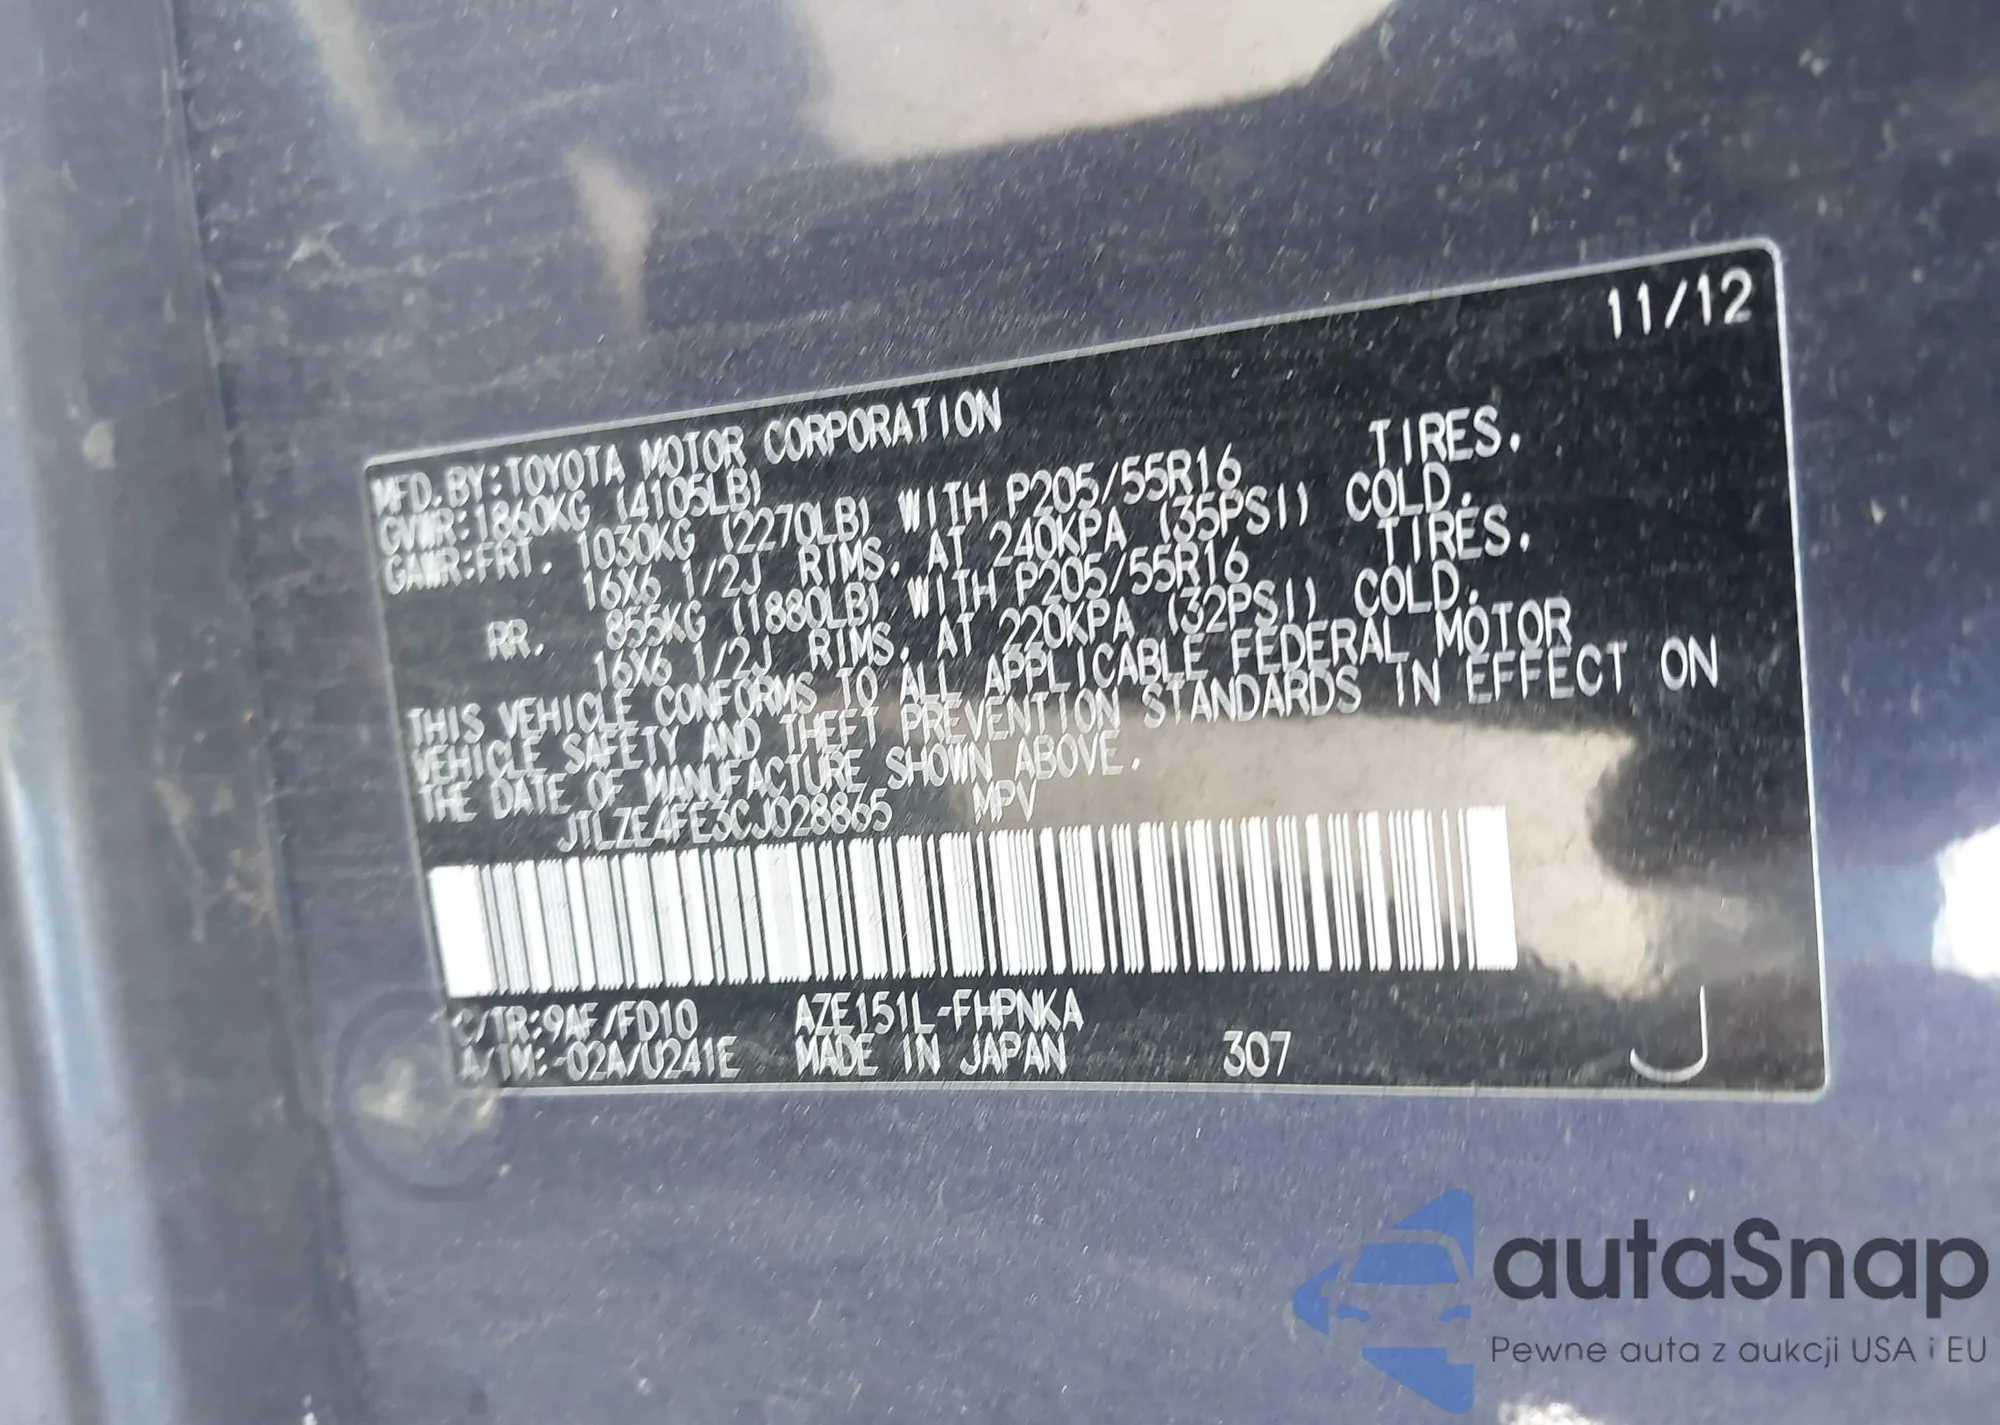 11/12
MFD. BY: TOYOTA MOTOR CORPORATION
GVWR: 1860KG (4105LB)
GAWR: FRT. 1030KG (2270LB) WITH P205/55R16 TIRES.
16X6 1/2J RIMS. AT 240KPA (35PSI) COLD.
RR. 855KG (1880LB) WITH P205/55R16 TIRES.
16X6 1/2J RIMS. AT 220KPA (32PSI) COLD.
THIS VEHICLE CONFORMS TO ALL APPLICABLE FEDERAL MOTOR
VEHICLE SAFETY AND THEFT PREVENTION STANDARDS IN EFFECT ON
THE DATE OF MANUFACTURE SHOWN ABOVE.
JTLZE4FE3CJ028865 MPV
C/TR: 9AF/FD10 AZE151L-FHPNKA
A/TM: -02A/U241E MADE IN JAPAN 307
J
autaSnap
Pewne auta z aukcji USA i EU